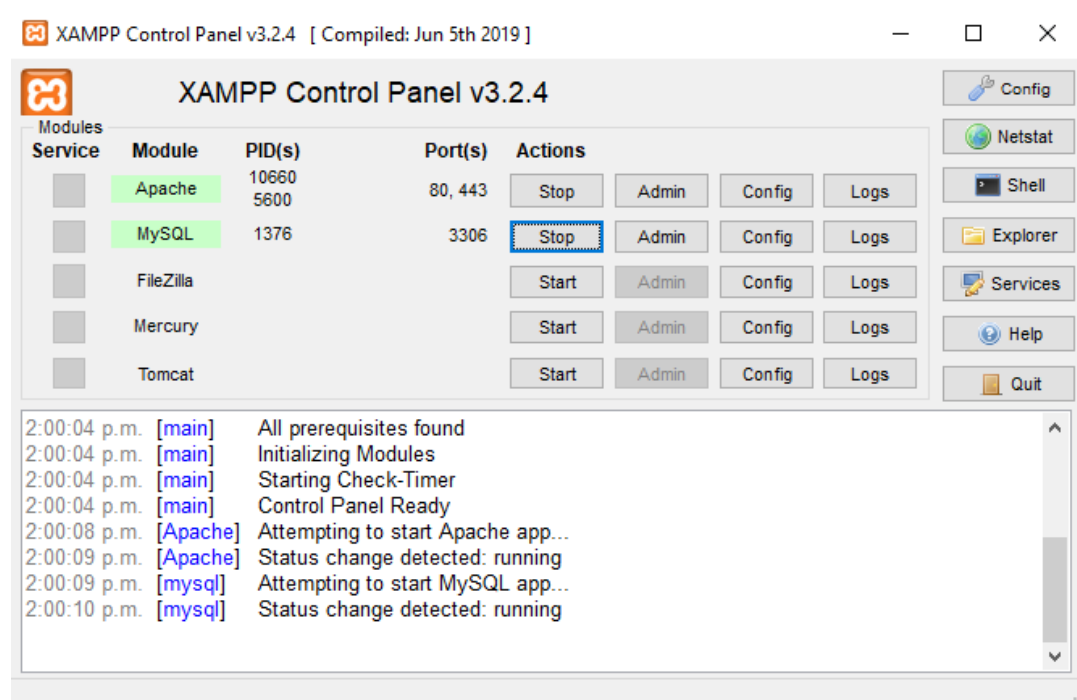 XAMPP Control Panel v3.2.4 [ Compiled: Jun 5th 2019 ]
XAMPP Control Panel v3.2.4
Config
Modules
Service Module PID(s) Port(s) Actions
Netstat
Apache 10660 5600 80, 443 Stop Admin Config Logs
Shell
MySQL 1376 3306 Stop Admin Config Logs
Explorer
FileZilla Start Admin Config Logs
Services
Mercury Start Admin Config Logs
Help
Tomcat Start Admin Config Logs
Quit
2:00:04 p.m. [main] All prerequisites found
2:00:04 p.m. [main] Initializing Modules
2:00:04 p.m. [main] Starting Check-Timer
2:00:04 p.m. [main] Control Panel Ready
2:00:08 p.m. [Apache] Attempting to start Apache app...
2:00:09 p.m. [Apache] Status change detected: running
2:00:09 p.m. [mysql] Attempting to start MySQL app...
2:00:10 p.m. [mysql] Status change detected: running